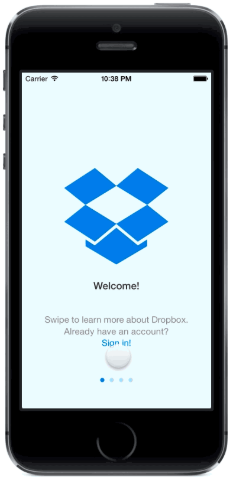 Carrier 10:38 PM
Welcome!
Swipe to learn more about Dropbox.
Already have an account?
Sign in!